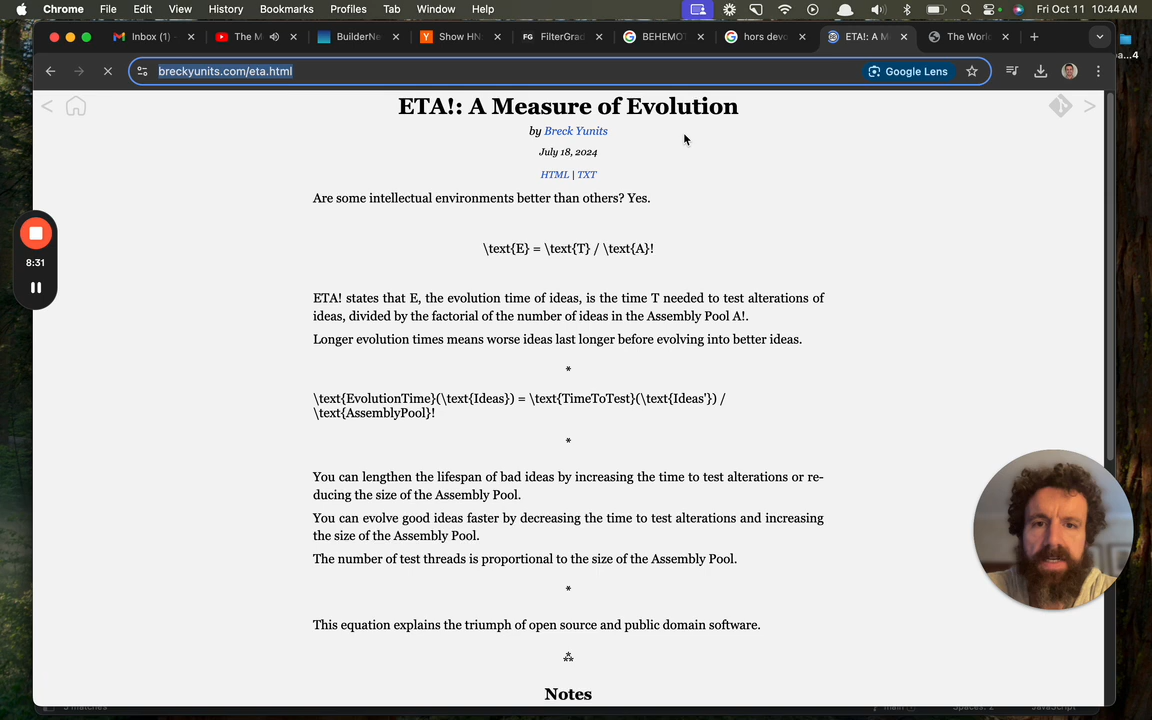 Chrome File Edit View History Bookmarks Profiles Tab Window Help Fri Oct 11 10:44 AM
Inbox (1) The M BuilderNe Show HN: FilterGrad BEHEMOT hors devo ETA!: A M The World
breckyunits.com/eta.html Google Lens
ETA!: A Measure of Evolution
by Breck Yunits
July 18, 2024
HTML | TXT
Are some intellectual environments better than others? Yes.
\text{E} = \text{T} / \text{A}!
8:31
ETA! states that E, the evolution time of ideas, is the time T needed to test alterations of
ideas, divided by the factorial of the number of ideas in the Assembly Pool A!.
Longer evolution times means worse ideas last longer before evolving into better ideas.
*
\text{EvolutionTime}(\text{Ideas}) = \text{TimeToTest}(\text{Ideas'}) /
\text{AssemblyPool}!
*
You can lengthen the lifespan of bad ideas by increasing the time to test alterations or re-
ducing the size of the Assembly Pool.
You can evolve good ideas faster by decreasing the time to test alterations and increasing
the size of the Assembly Pool.
The number of test threads is proportional to the size of the Assembly Pool.
*
This equation explains the triumph of open source and public domain software.
⁂
Notes